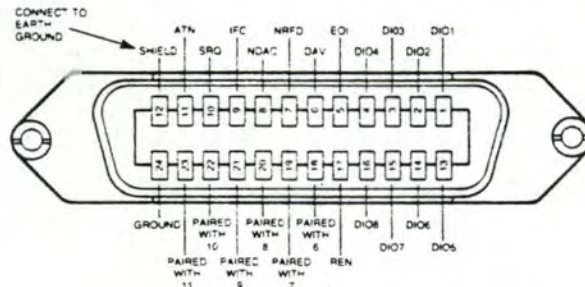 CONNECT TO
EARTH
GROUND
ATN IFC NRFD EOI DIO3 DIO1
SHIELD SRQ NDAC DAV DIO4 DIO2
12 11 10 9 8 7 6 5 4 3 2 1
24 23 22 21 20 19 18 17 16 15 14 13
GROUND PAIRED WITH 10 PAIRED WITH 8 PAIRED WITH 6 DIO8 DIO6
PAIRED WITH 11 PAIRED WITH 9 PAIRED WITH 7 REN DIO7 DIO5